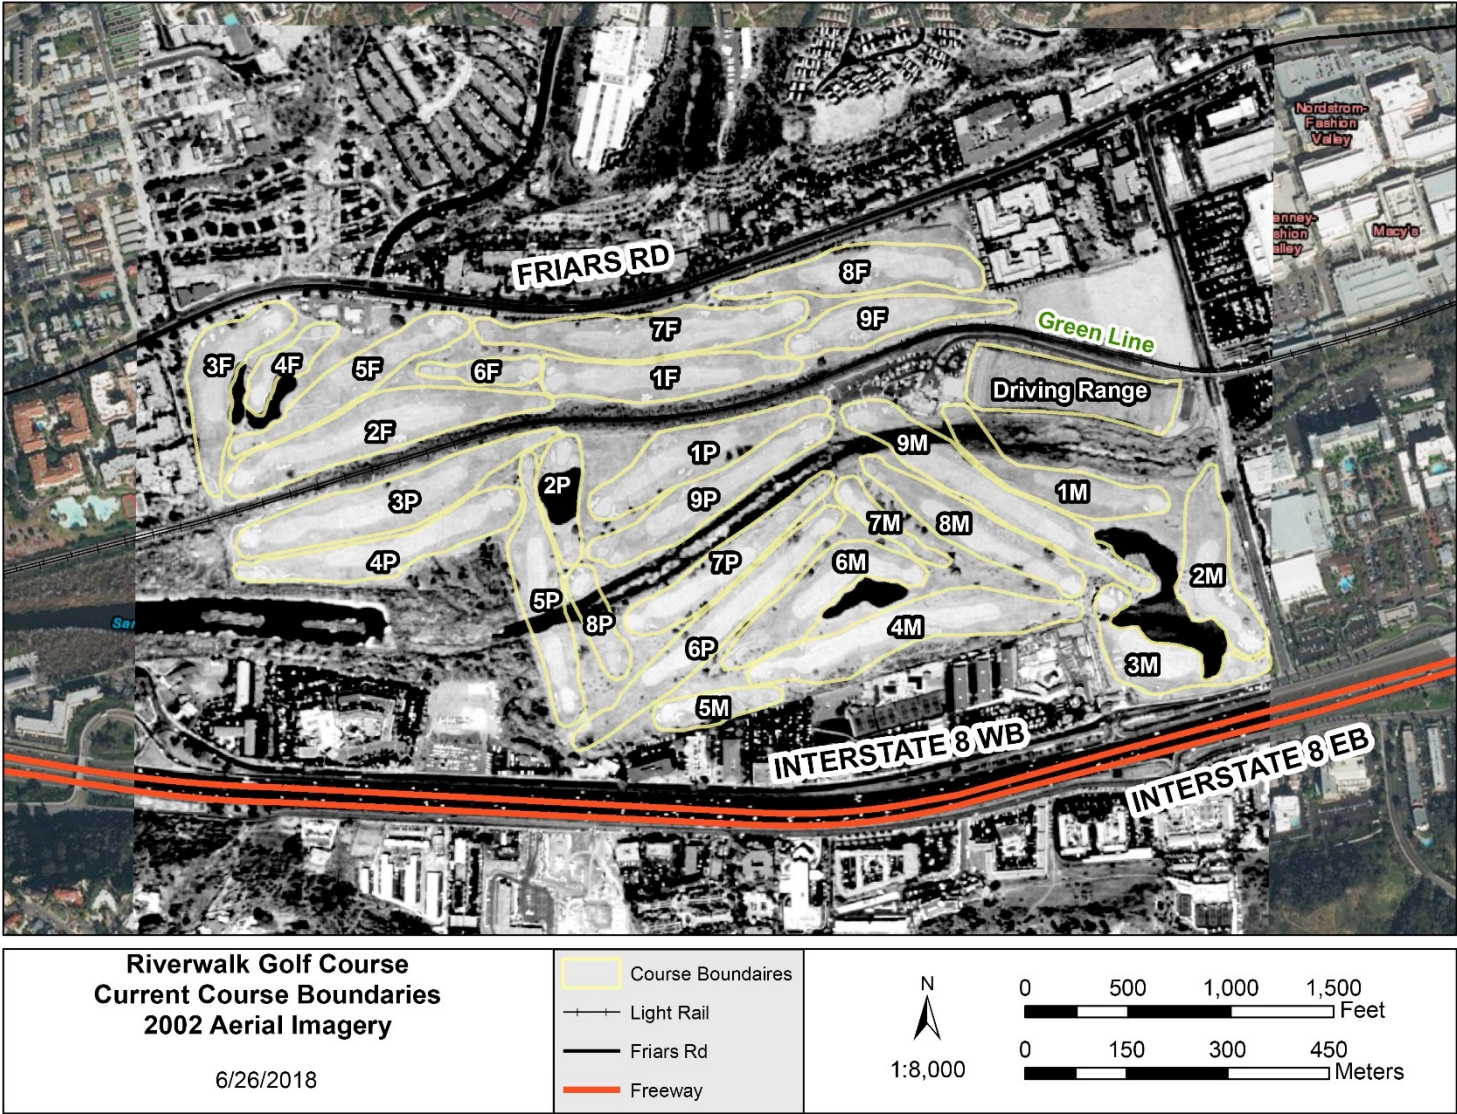 Nordstrom-
Fashion
Valley
enney-
shion
alley
Macy's
FRIARS RD
8F
9F
7F
Green Line
3F
4F
5F
6F
1F
Driving Range
2F
1P
9M
3P
2P
9P
1M
7M
8M
4P
7P
6M
2M
5P
8P
4M
6P
3M
5M
San
INTERSTATE 8 WB
INTERSTATE 8 EB
Riverwalk Golf Course
Current Course Boundaries
2002 Aerial Imagery
6/26/2018
Course Boundaires
Light Rail
Friars Rd
Freeway
N
1:8,000
0 500 1,000 1,500
Feet
0 150 300 450
Meters